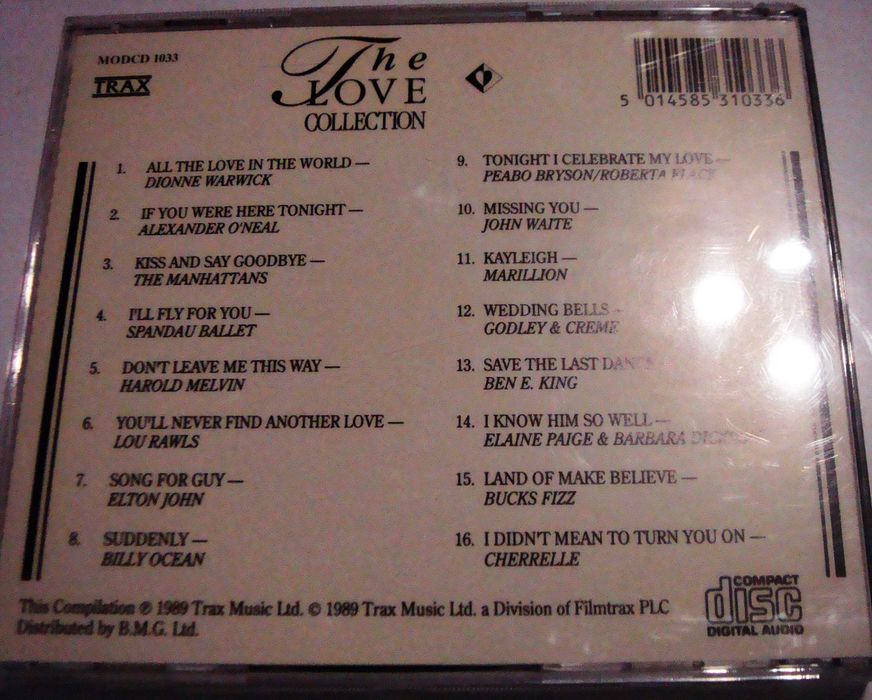 MODCD 1033
TRAX
The
LOVE
COLLECTION
5 014585 310336
1. ALL THE LOVE IN THE WORLD —
DIONNE WARWICK
2. IF YOU WERE HERE TONIGHT —
ALEXANDER O'NEAL
3. KISS AND SAY GOODBYE —
THE MANHATTANS
4. I'LL FLY FOR YOU —
SPANDAU BALLET
5. DON'T LEAVE ME THIS WAY —
HAROLD MELVIN
6. YOU'LL NEVER FIND ANOTHER LOVE —
LOU RAWLS
7. SONG FOR GUY —
ELTON JOHN
8. SUDDENLY —
BILLY OCEAN
9. TONIGHT I CELEBRATE MY LOVE —
PEABO BRYSON/ROBERTA FLACK
10. MISSING YOU —
JOHN WAITE
11. KAYLEIGH —
MARILLION
12. WEDDING BELLS –
GODLEY & CREME
13. SAVE THE LAST DANCE
BEN E. KING
14. I KNOW HIM SO WELL —
ELAINE PAIGE & BARBARA
15. LAND OF MAKE BELIEVE —
BUCKS FIZZ
16. I DIDN'T MEAN TO TURN YOU ON —
CHERRELLE
This Compilation ℗ 1989 Trax Music Ltd. © 1989 Trax Music Ltd. a Division of Filmtrax PLC
Distributed by B.M.G. Ltd.
COMPACT
disc
DIGITAL AUDIO